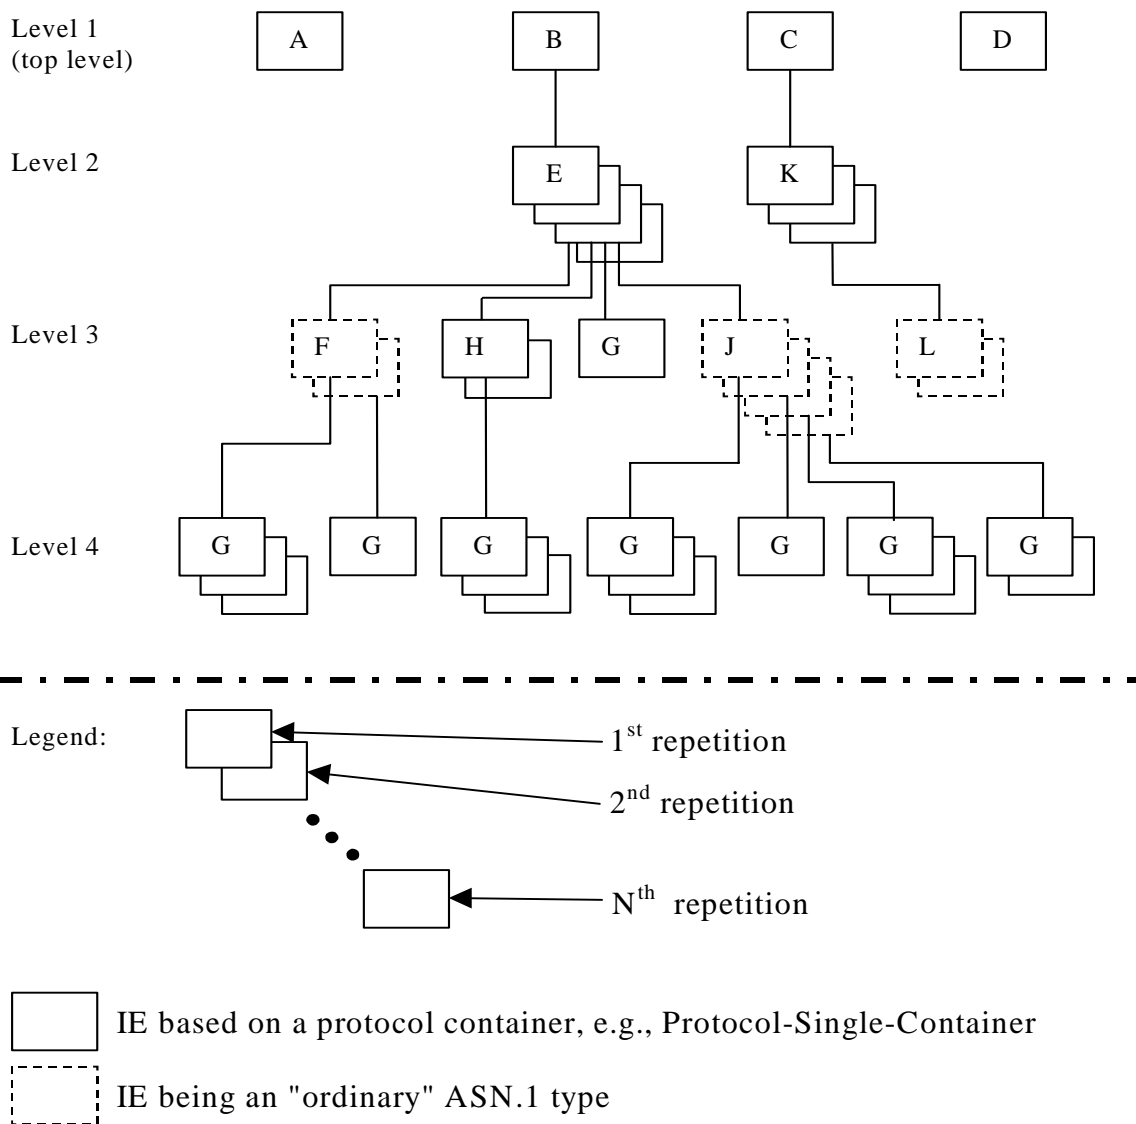 Level 1
(top level)
A B C D
Level 2
E K
Level 3
F H G J L
Level 4
G G G G G G G
Legend:
1st repetition
2nd repetition
Nth repetition
IE based on a protocol container, e.g., Protocol-Single-Container
IE being an "ordinary" ASN.1 type